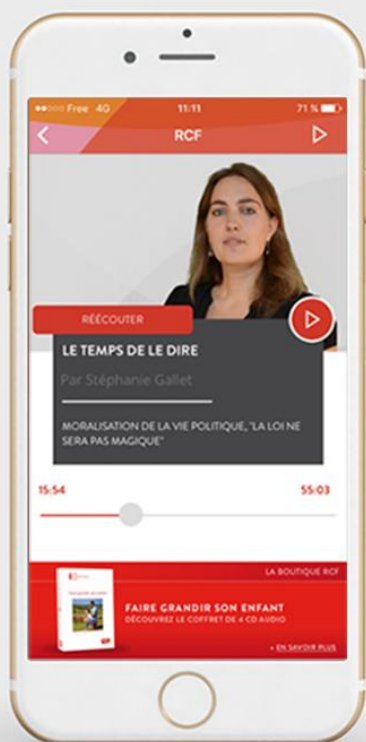 Free 4G 11:11 71 %
RCF
RÉÉCOUTER
LE TEMPS DE LE DIRE
Par Stéphanie Gallet
MORALISATION DE LA VIE POLITIQUE, "LA LOI NE
SERA PAS MAGIQUE"
15:54 55:03
LA BOUTIQUE RCF
FAIRE GRANDIR SON ENFANT
DÉCOUVREZ LE COFFRET DE 4 CD AUDIO
+ EN SAVOIR PLUS